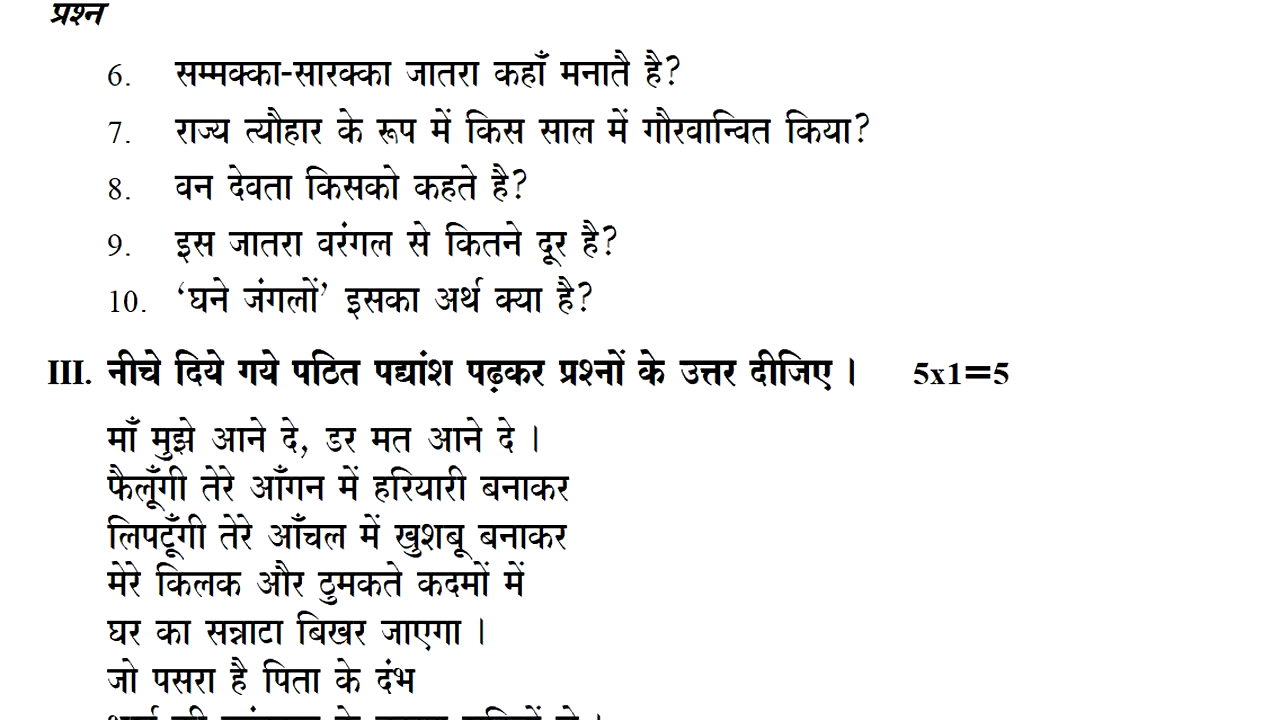 प्रश्न
6. सम्मक्का-सारक्का जातरा कहाँ मनातै है?
7. राज्य त्यौहार के रूप में किस साल में गौरवान्वित किया?
8. वन देवता किसको कहते है?
9. इस जातरा वरंगल से कितने दूर है?
10. ‘घने जंगलों’ इसका अर्थ क्या है?
III. नीचे दिये गये पठित पद्यांश पढ़कर प्रश्नों के उत्तर दीजिए । 5x1=5
माँ मुझे आने दे, डर मत आने दे ।
फैलूँगी तेरे आँगन में हरियारी बनाकर
लिपटूँगी तेरे आँचल में खुशबू बनाकर
मेरे किलक और ठुमकते कदमों में
घर का सन्नाटा बिखर जाएगा ।
जो पसरा है पिता के दंभ